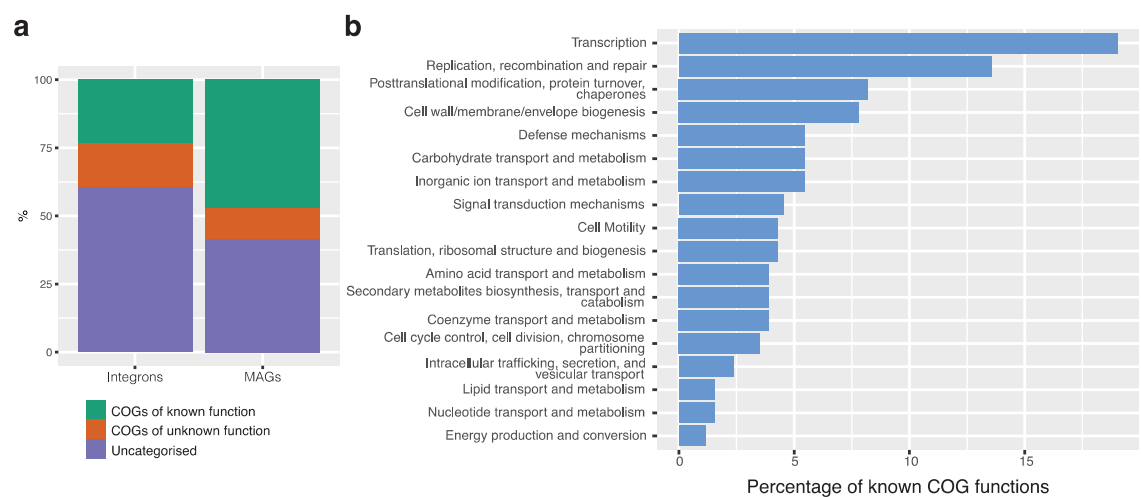 a
100
75
50
25
0
%
Integrons
MAGs
COGs of known function
COGs of unknown function
Uncategorised
b
Transcription
Replication, recombination and repair
Posttranslational modification, protein turnover,
chaperones
Cell wall/membrane/envelope biogenesis
Defense mechanisms
Carbohydrate transport and metabolism
Inorganic ion transport and metabolism
Signal transduction mechanisms
Cell Motility
Translation, ribosomal structure and biogenesis
Amino acid transport and metabolism
Secondary metabolites biosynthesis, transport and
catabolism
Coenzyme transport and metabolism
Cell cycle control, cell division, chromosome
partitioning
Intracellular trafficking, secretion, and
vesicular transport
Lipid transport and metabolism
Nucleotide transport and metabolism
Energy production and conversion
0
5
10
15
Percentage of known COG functions